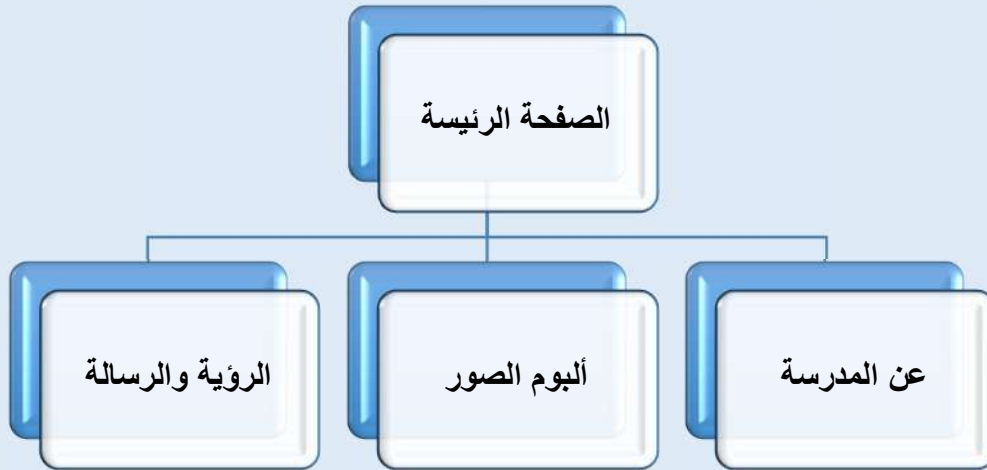 الصفحة الرئيسة
عن المدرسة
ألبوم الصور
الرؤية والرسالة